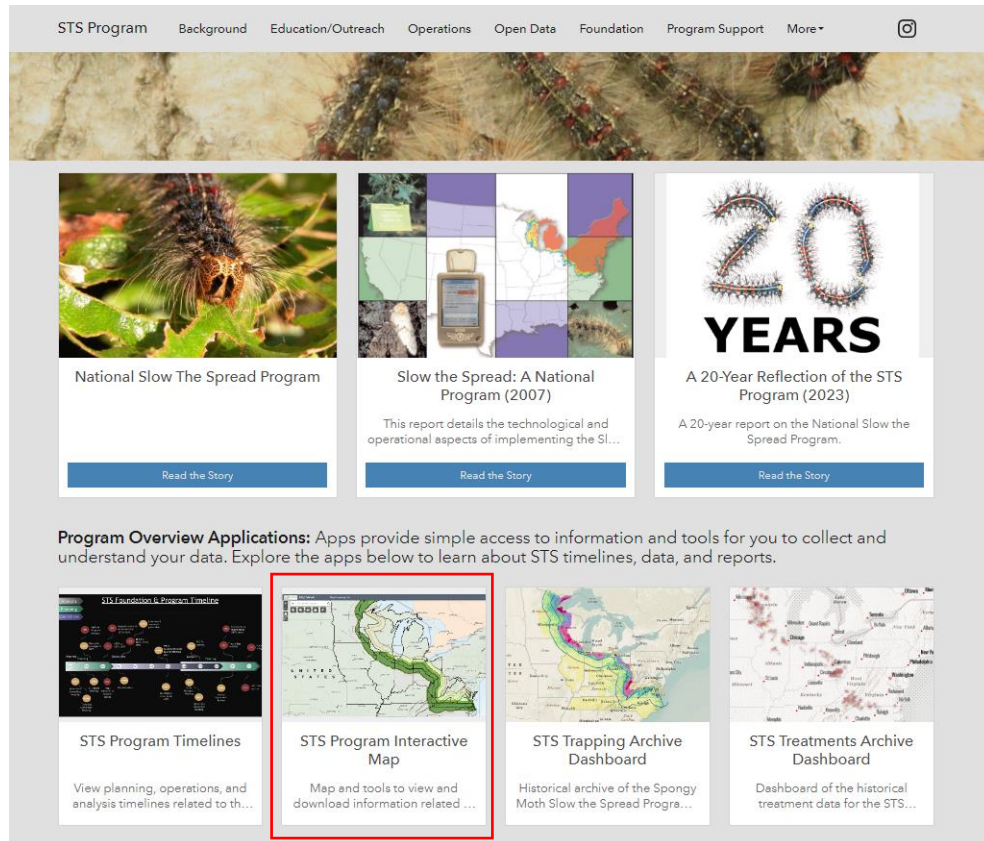 STS Program Background Education/Outreach Operations Open Data Foundation Program Support More
20
YEARS
National Slow The Spread Program
Slow the Spread: A National
Program (2007)
This report details the technological and
operational aspects of implementing the Sl...
A 20-Year Reflection of the STS
Program (2023)
A 20-year report on the National Slow the
Spread Program.
Read the Story
Read the Story
Read the Story
Program Overview Applications: Apps provide simple access to information and tools for you to collect and
understand your data. Explore the apps below to learn about STS timelines, data, and reports.
STS Foundation & Program Timeline
UNITED
STATES
STS Program Timelines
View planning, operations, and
analysis timelines related to th...
STS Program Interactive
Map
Map and tools to view and
download information related ...
STS Trapping Archive
Dashboard
Historical archive of the Spongy
Moth Slow the Spread Progra...
STS Treatments Archive
Dashboard
Dashboard of the historical
treatment data for the STS...